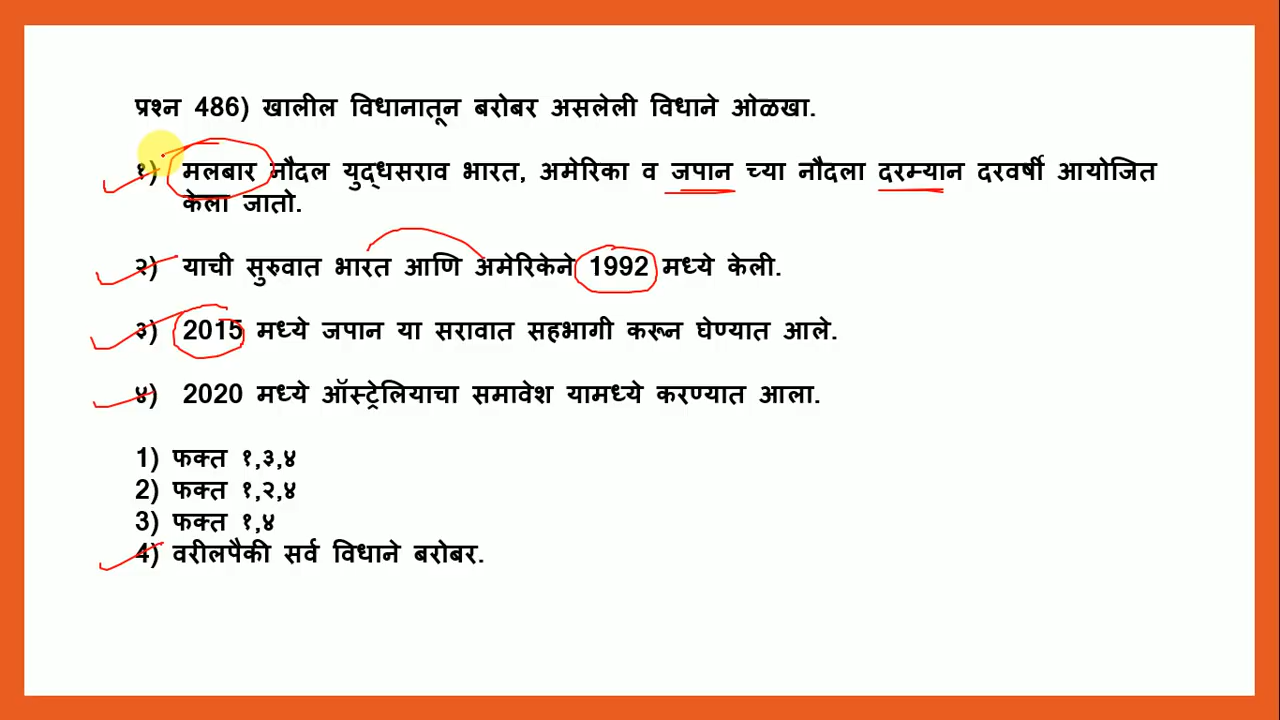 प्रश्न 486) खालील विधानातून बरोबर असलेली विधाने ओळखा.
१) मलबार नौदल युद्धसराव भारत, अमेरिका व जपान च्या नौदला दरम्यान दरवर्षी आयोजित
केला जातो.
२) याची सुरुवात भारत आणि अमेरिकेने 1992 मध्ये केली.
३) 2015 मध्ये जपान या सरावात सहभागी करून घेण्यात आले.
४) 2020 मध्ये ऑस्ट्रेलियाचा समावेश यामध्ये करण्यात आला.
1) फक्त १,३,४
2) फक्त १,२,४
3) फक्त १,४
4) वरीलपैकी सर्व विधाने बरोबर.